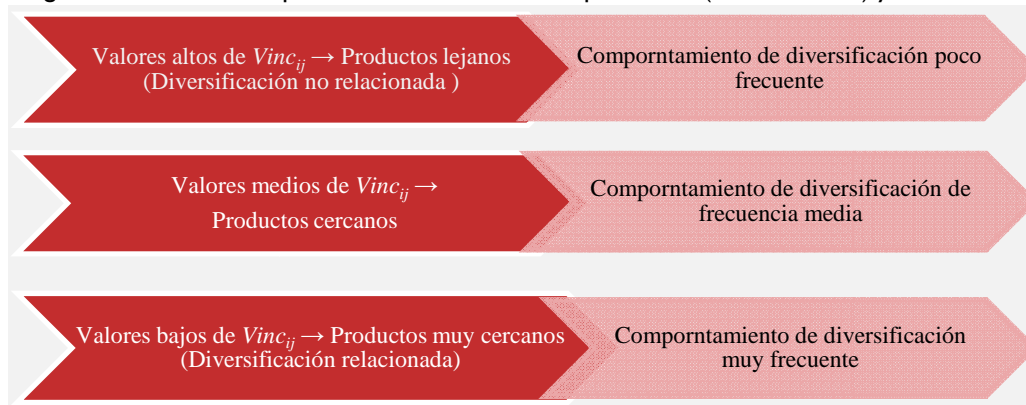 Valores altos de Vincij → Productos lejanos
(Diversificación no relacionada )
Comporntamiento de diversificación poco
frecuente
Valores medios de Vincij →
Productos cercanos
Comporntamiento de diversificación de
frecuencia media
Valores bajos de Vincij → Productos muy cercanos
(Diversificación relacionada)
Comporntamiento de diversificación
muy frecuente